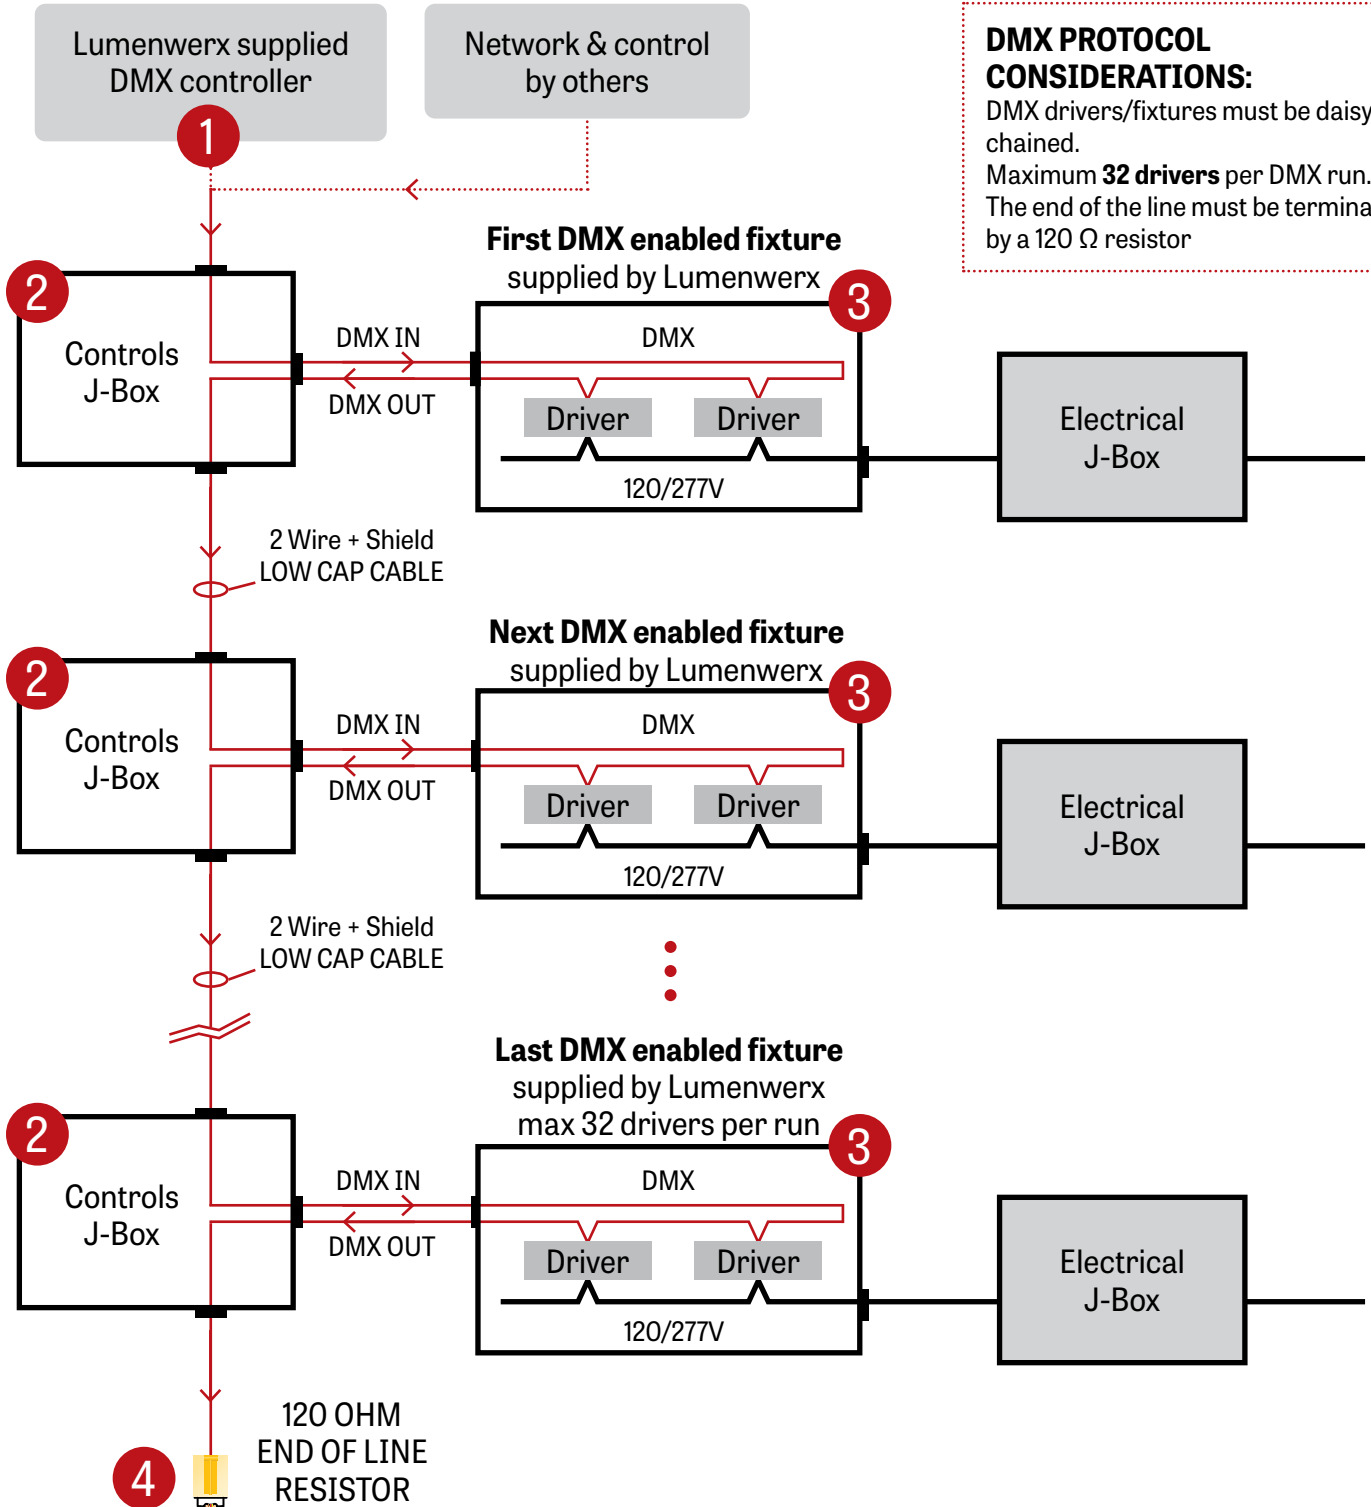 Lumenwerx supplied
DMX controller
1
Network & control
by others
DMX PROTOCOL
CONSIDERATIONS:
DMX drivers/fixtures must be daisy
chained.
Maximum 32 drivers per DMX run.
The end of the line must be termina
by a 120 Ω resistor
First DMX enabled fixture
supplied by Lumenwerx
2
Controls
J-Box
DMX IN
DMX OUT
3
DMX
Driver
Driver
120/277V
Electrical
J-Box
2 Wire + Shield
LOW CAP CABLE
Next DMX enabled fixture
supplied by Lumenwerx
2
Controls
J-Box
DMX IN
DMX OUT
3
DMX
Driver
Driver
120/277V
Electrical
J-Box
2 Wire + Shield
LOW CAP CABLE
Last DMX enabled fixture
supplied by Lumenwerx
max 32 drivers per run
2
Controls
J-Box
DMX IN
DMX OUT
3
DMX
Driver
Driver
120/277V
Electrical
J-Box
4
120 OHM
END OF LINE
RESISTOR